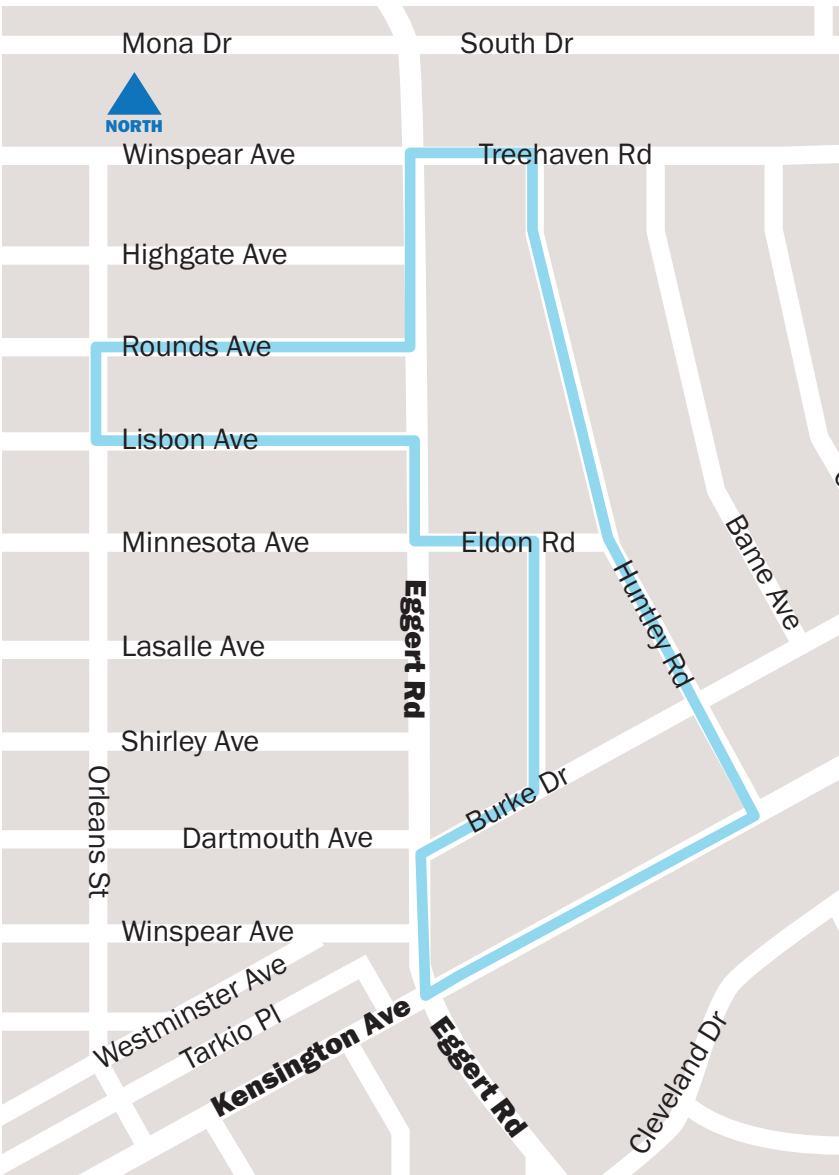 Mona Dr
South Dr
NORTH
Winspear Ave
Treehaven Rd
Highgate Ave
Rounds Ave
Lisbon Ave
Minnesota Ave
Eldon Rd
Bame Ave
Huntley Rd
Eggert Rd
Lasalle Ave
Shirley Ave
Orleans St
Burke Dr
Dartmouth Ave
Winspear Ave
Westminster Ave
Tarkio Pl
Kensington Ave
Eggert Rd
Cleveland Dr